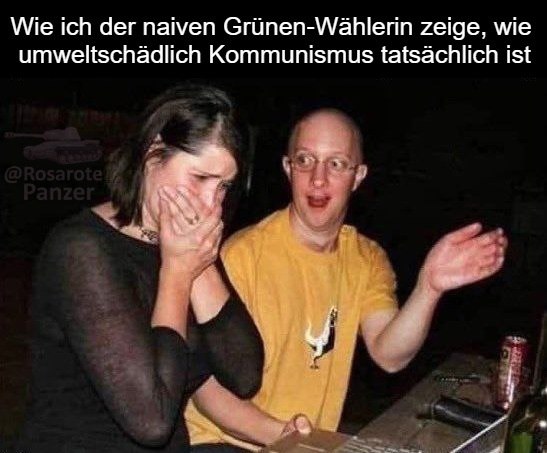 Wie ich der naiven Grünen-Wählerin zeige, wie
umweltschädlich Kommunismus tatsächlich ist
@Rosarote
Panzer